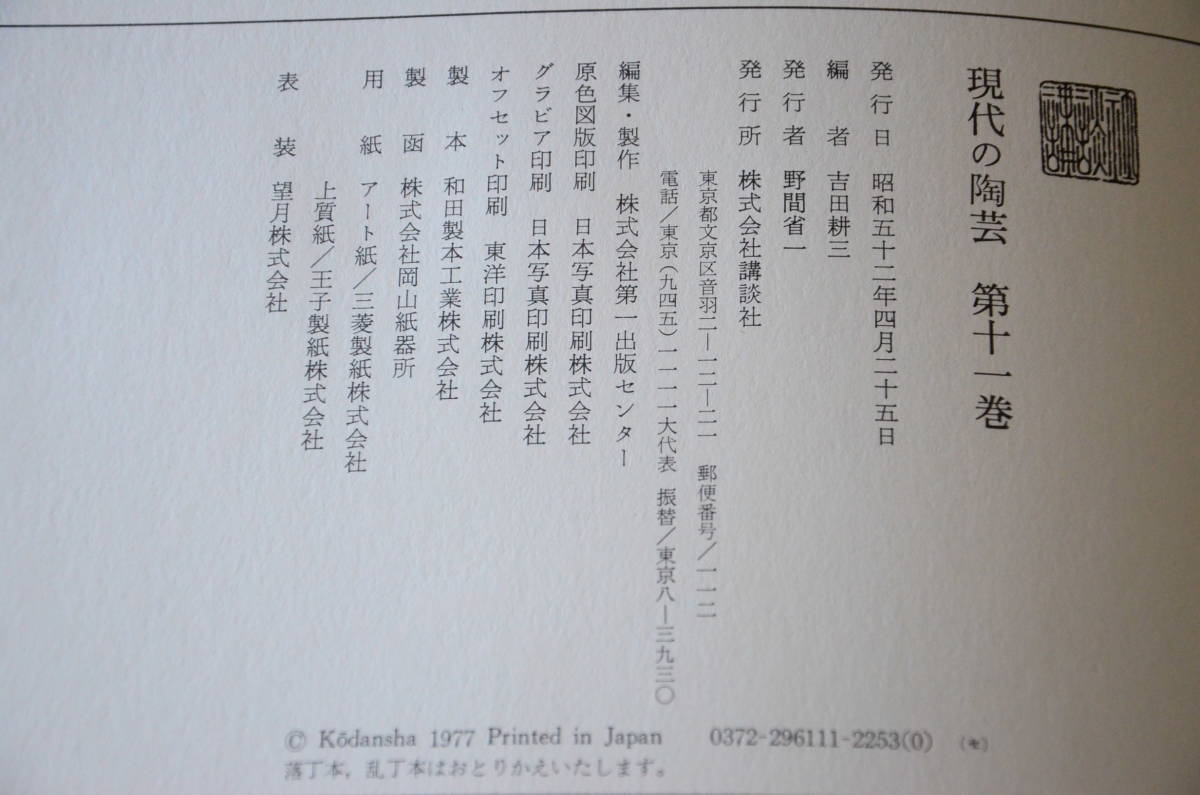 現代の陶芸　第十一巻
発行日　昭和五十二年四月二十五日
編者　吉田耕三
発行者　野間省一
発行所　株式会社講談社
東京都文京区音羽二―一二―二一　郵便番号／一一二
電話／東京(九四五)一一一一大代表　振替／東京八―三九三〇
編集・製作　株式会社第一出版センター
原色図版印刷　日本写真印刷株式会社
グラビア印刷　日本写真印刷株式会社
オフセット印刷　東洋印刷株式会社
製本　和田製本工業株式会社
製函　株式会社岡山紙器所
用紙　アート紙／三菱製紙株式会社
上質紙／王子製紙株式会社
表装　望月株式会社
© Kōdansha 1977 Printed in Japan　0372-296111-2253(0)　(セ)
落丁本，乱丁本はおとりかえいたします。